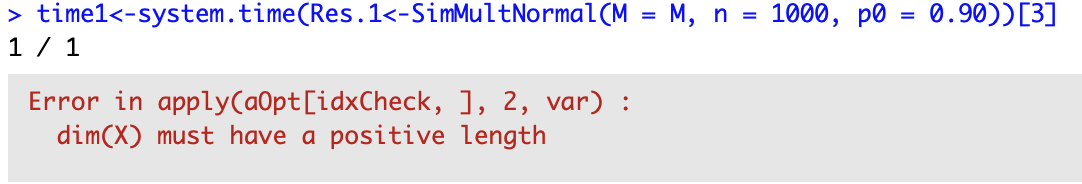 > time1<-system.time(Res.1<-SimMultNormal(M = M, n = 1000, p0 = 0.90))[3]
1 / 1
Error in apply(aOpt[idxCheck, ], 2, var) :
dim(X) must have a positive length